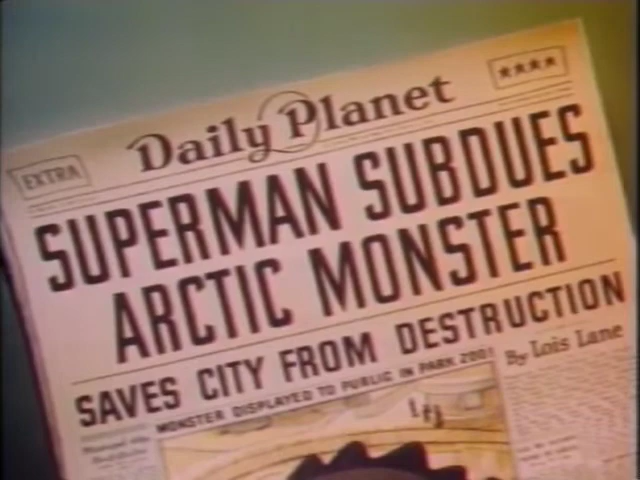 EXTRA
Daily Planet
★★★★
SUPERMAN SUBDUES
ARCTIC MONSTER
SAVES CITY FROM DESTRUCTION
MONSTER DISPLAYED TO PUBLIC IN PARK ZOO!
By Lois Lane